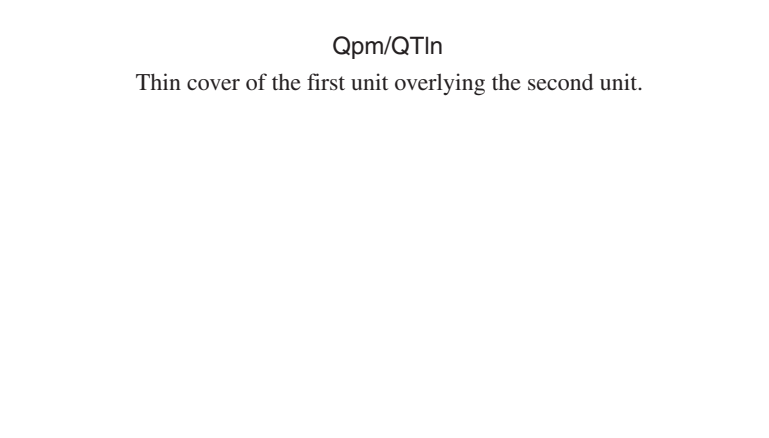 Qpm/QTln
Thin cover of the first unit overlying the second unit.